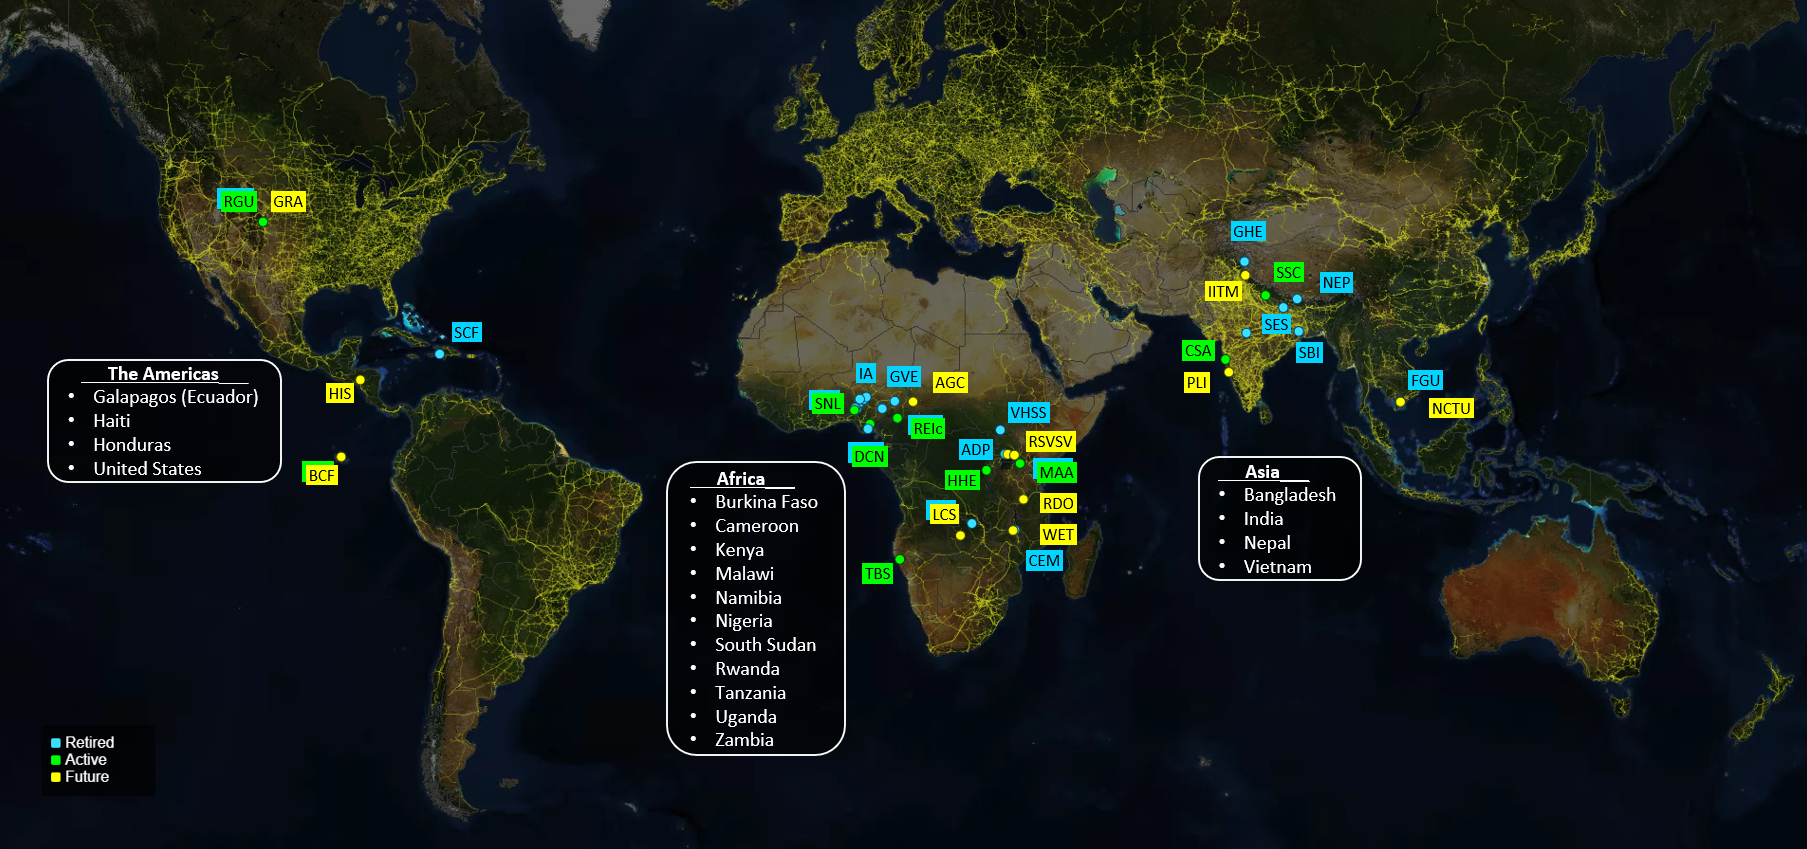 RGU
GRA
SCF
HIS
BCF
The Americas
• Galapagos (Ecuador)
• Haiti
• Honduras
• United States
IA
GVE
AGC
SNL
REIc
DCN
VHSS
ADP
RSVSV
HHE
MAA
LCS
RDO
WET
CEM
TBS
Africa
• Burkina Faso
• Cameroon
• Kenya
• Malawi
• Namibia
• Nigeria
• South Sudan
• Rwanda
• Tanzania
• Uganda
• Zambia
GHE
SSC
NEP
IITM
SES
SBI
CSA
PLI
FGU
NCTU
Asia
• Bangladesh
• India
• Nepal
• Vietnam
Retired
Active
Future